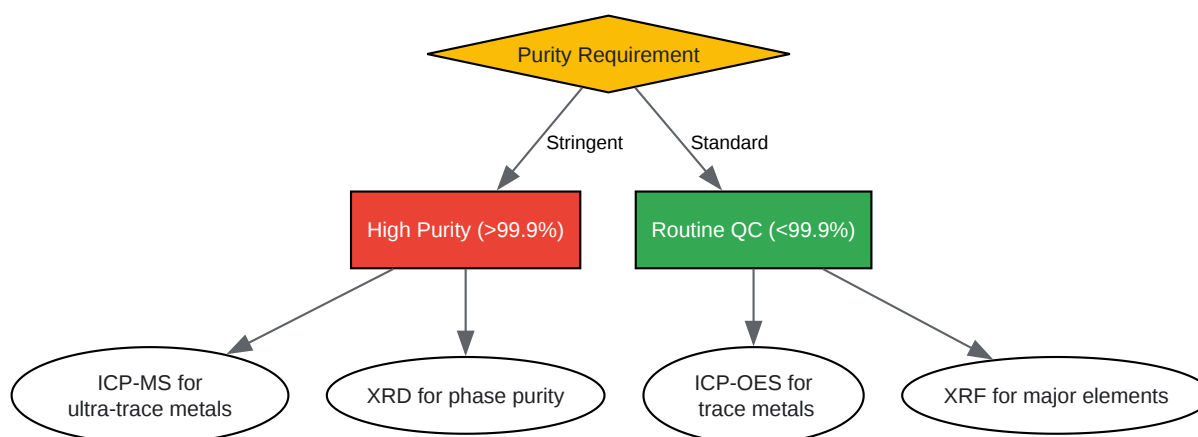 Purity Requirement
Stringent
Standard
High Purity (>99.9%)
Routine QC (<99.9%)
ICP-MS for
ultra-trace metals
XRD for phase purity
ICP-OES for
trace metals
XRF for major elements